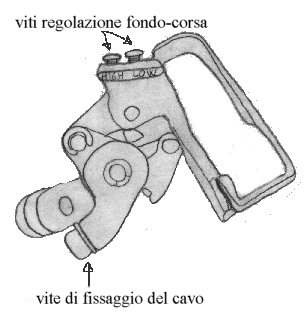 viti regolazione fondo-corsa
HIGH LOW
vite di fissaggio del cavo